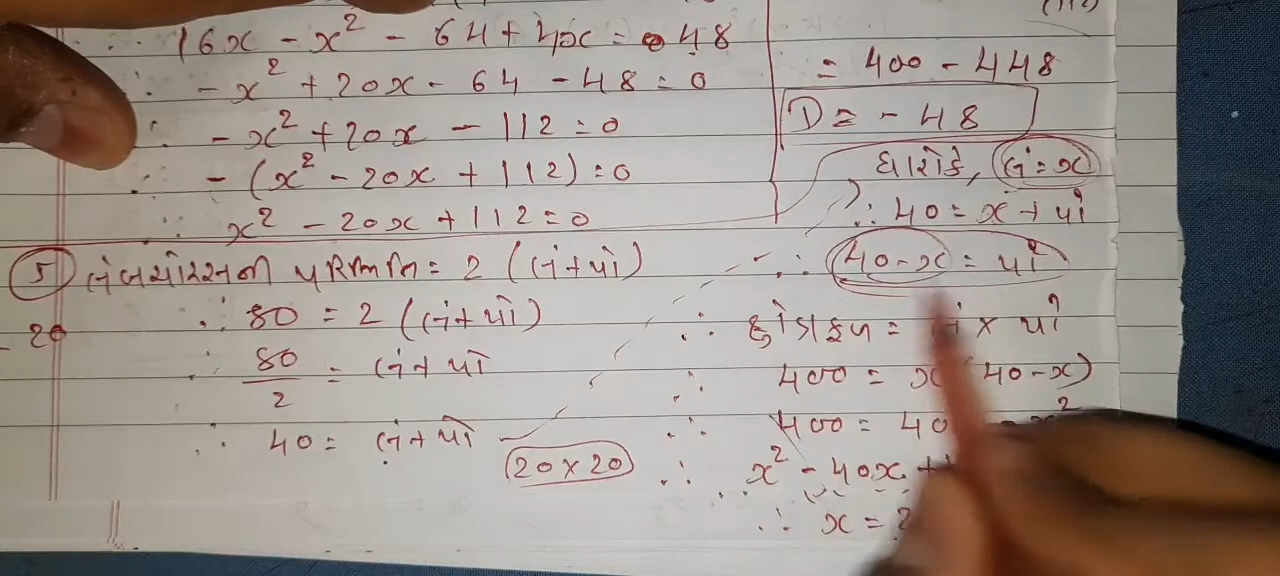 ∴ 16x - x² - 64 + 4x = 48
∴ - x² + 20x - 64 - 48 = 0
∴ - x² + 20x - 112 = 0
∴ - (x² - 20x + 112) = 0
∴ x² - 20x + 112 = 0
= 400 - 448
D = - 48
ધારોકે, લં = x
∴ 40 = x + પો
∴ 40 - x = પો
⑤ લંબચોરસની પરિમિતિ = 2 (લં + પો)
∴ 80 = 2 (લં + પો)
∴ 80/2 = લં + પો
∴ 40 = લં + પો
20 × 20
- 20
∴ ક્ષેત્રફળ = લં × પો
∴ 400 = x (40 - x)
∴ 400 = 40
∴ x² - 40x +
∴ x =